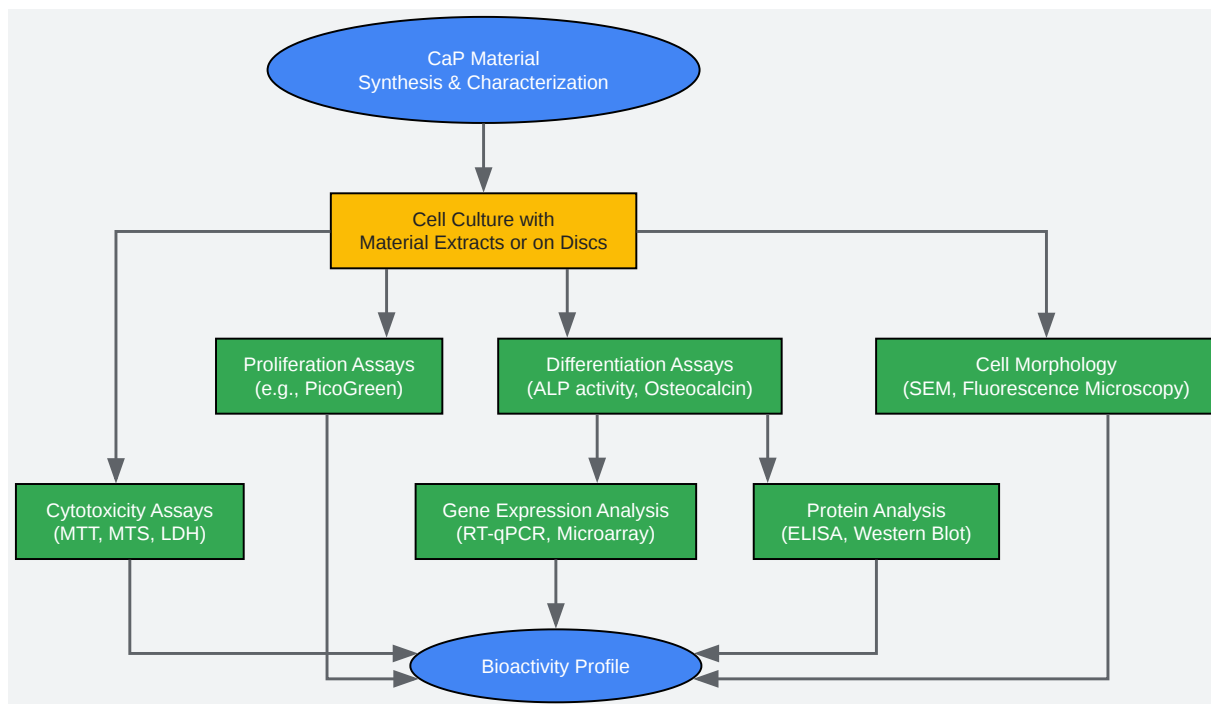 CaP Material
Synthesis & Characterization
Cell Culture with
Material Extracts or on Discs
Proliferation Assays
(e.g., PicoGreen)
Differentiation Assays
(ALP activity, Osteocalcin)
Cell Morphology
(SEM, Fluorescence Microscopy)
Cytotoxicity Assays
(MTT, MTS, LDH)
Gene Expression Analysis
(RT-qPCR, Microarray)
Protein Analysis
(ELISA, Western Blot)
Bioactivity Profile